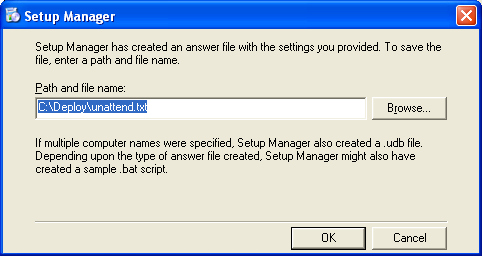 Setup Manager
Setup Manager has created an answer file with the settings you provided. To save the
file, enter a path and file name.
Path and file name:
C:\Deploy\unattend.txt
Browse...
If multiple computer names were specified, Setup Manager also created a .udb file.
Depending upon the type of answer file created, Setup Manager might also have
created a sample .bat script.
OK
Cancel